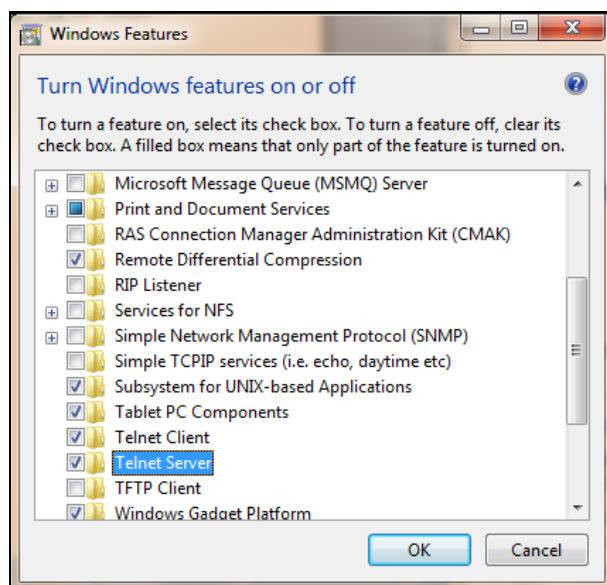 Windows Features
Turn Windows features on or off
To turn a feature on, select its check box. To turn a feature off, clear its
check box. A filled box means that only part of the feature is turned on.
Microsoft Message Queue (MSMQ) Server
Print and Document Services
RAS Connection Manager Administration Kit (CMAK)
Remote Differential Compression
RIP Listener
Services for NFS
Simple Network Management Protocol (SNMP)
Simple TCPIP services (i.e. echo, daytime etc)
Subsystem for UNIX-based Applications
Tablet PC Components
Telnet Client
Telnet Server
TFTP Client
Windows Gadget Platform
OK
Cancel